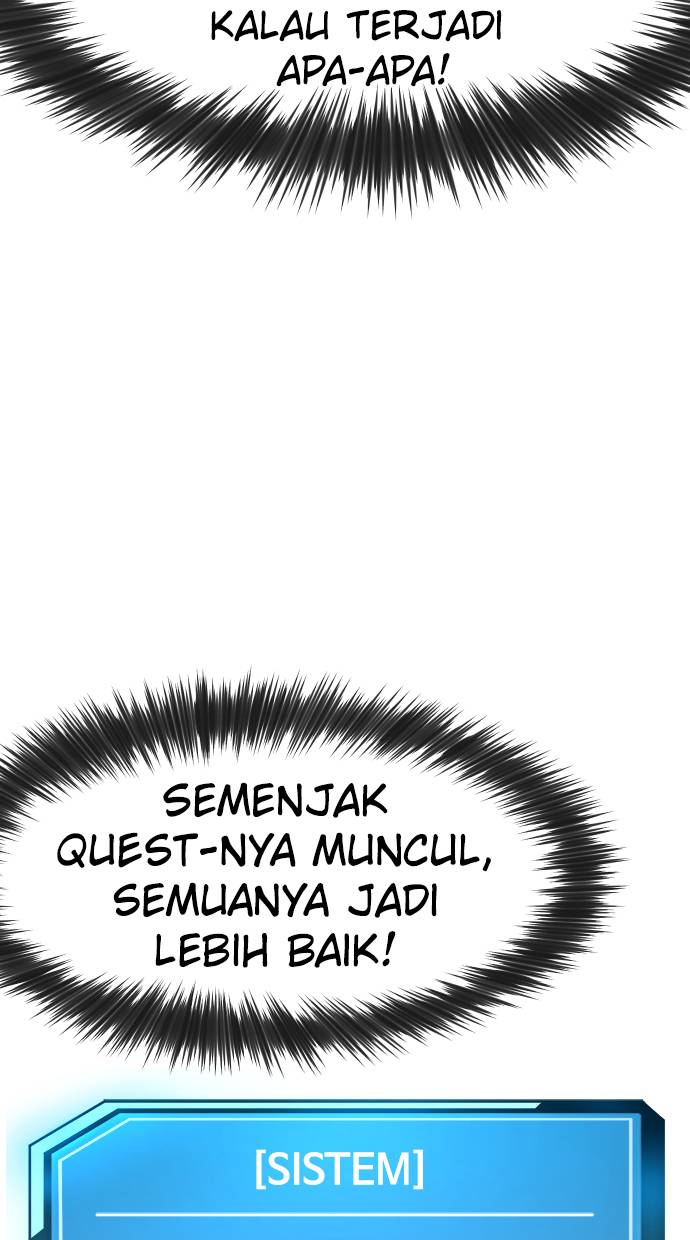 KALAU TERJADI
APA-APA!
SEMENJAK
QUEST-NYA MUNCUL,
SEMUANYA JADI
LEBIH BAIK!
[SISTEM]